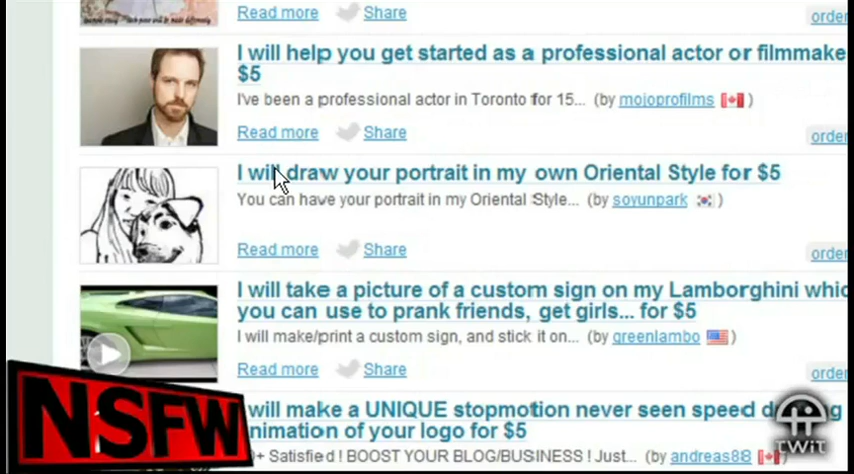 Read more Share
order
I will help you get started as a professional actor or filmmake
$5
I've been a professional actor in Toronto for 15... (by mojoprofilms )
Read more Share
order
I will draw your portrait in my own Oriental Style for $5
You can have your portrait in my Oriental Style... (by soyunpark )
Read more Share
order
I will take a picture of a custom sign on my Lamborghini whic
you can use to prank friends, get girls... for $5
I will make/print a custom sign, and stick it on... (by greenlambo )
Read more Share
order
will make a UNIQUE stopmotion never seen speed
nimation of your logo for $5
0+ Satisfied ! BOOST YOUR BLOG/BUSINESS ! Just... (by andreas88
NSFW
TWiT